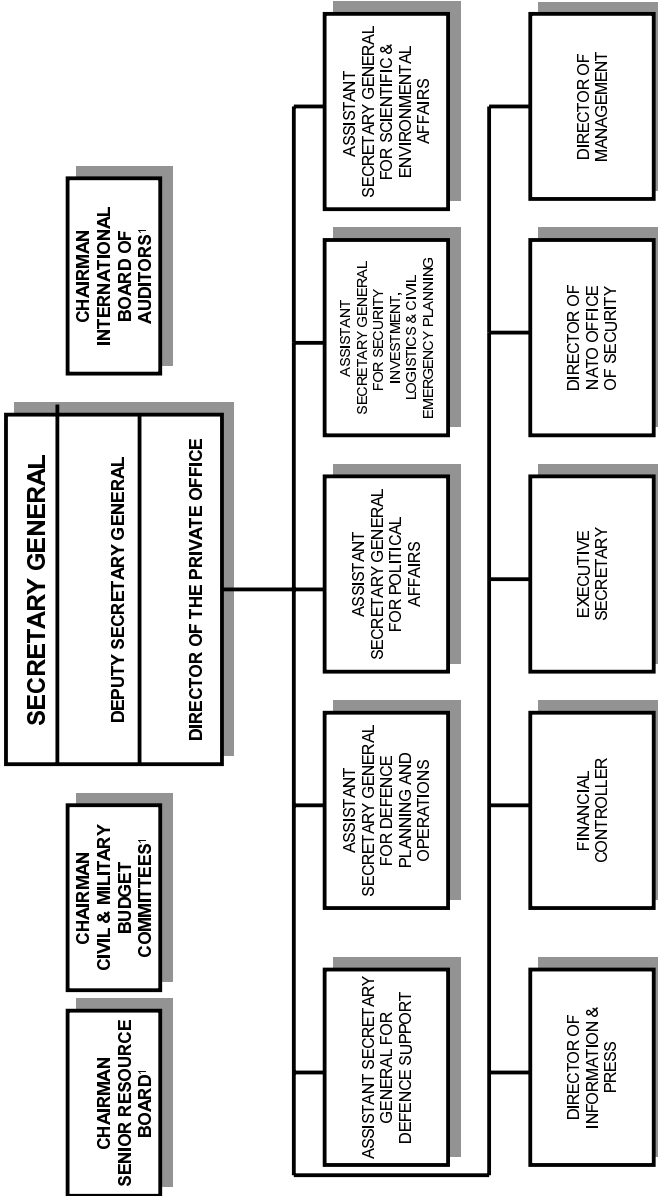 CHAIRMAN
SENIOR RESOURCE
BOARD¹
CHAIRMAN
CIVIL & MILITARY
BUDGET
COMMITTEES¹
SECRETARY GENERAL
DEPUTY SECRETARY GENERAL
DIRECTOR OF THE PRIVATE OFFICE
CHAIRMAN
INTERNATIONAL
BOARD OF
AUDITORS¹
ASSISTANT SECRETARY
GENERAL FOR
DEFENCE SUPPORT
ASSISTANT
SECRETARY GENERAL
FOR DEFENCE
PLANNING AND
OPERATIONS
ASSISTANT
SECRETARY GENERAL
FOR POLITICAL
AFFAIRS
ASSISTANT
SECRETARY GENERAL
FOR SECURITY
INVESTMENT,
LOGISTICS & CIVIL
EMERGENCY PLANNING
ASSISTANT
SECRETARY GENERAL
FOR SCIENTIFIC &
ENVIRONMENTAL
AFFAIRS
DIRECTOR OF
INFORMATION &
PRESS
FINANCIAL
CONTROLLER
EXECUTIVE
SECRETARY
DIRECTOR OF
NATO OFFICE
OF SECURITY
DIRECTOR OF
MANAGEMENT